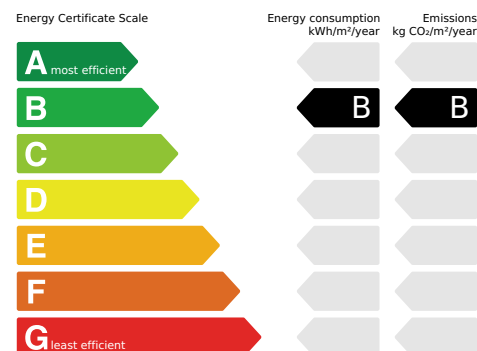 Energy Certificate Scale
Energy consumption
kWh/m²/year
Emissions
kg CO₂/m²/year
A most efficient
B
B
B
C
D
E
F
G least efficient